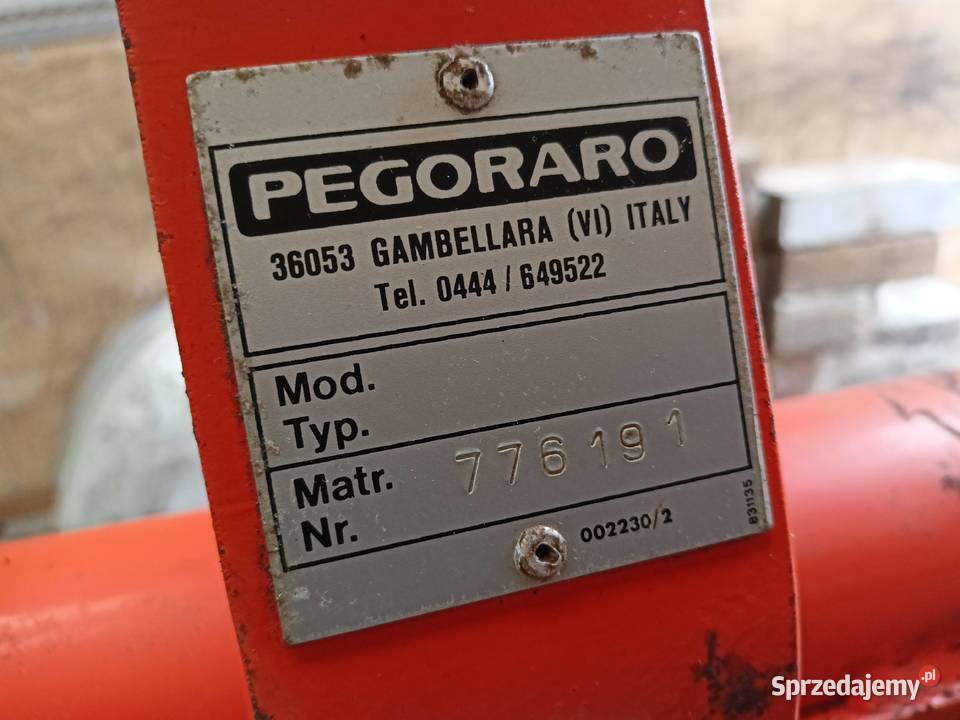 PEGORARO
36053 GAMBELLARA (VI) ITALY
Tel. 0444 / 649522
Mod.
Typ.
Matr. 776191
Nr.
002230/2
831135
Sprzedajemy.pl